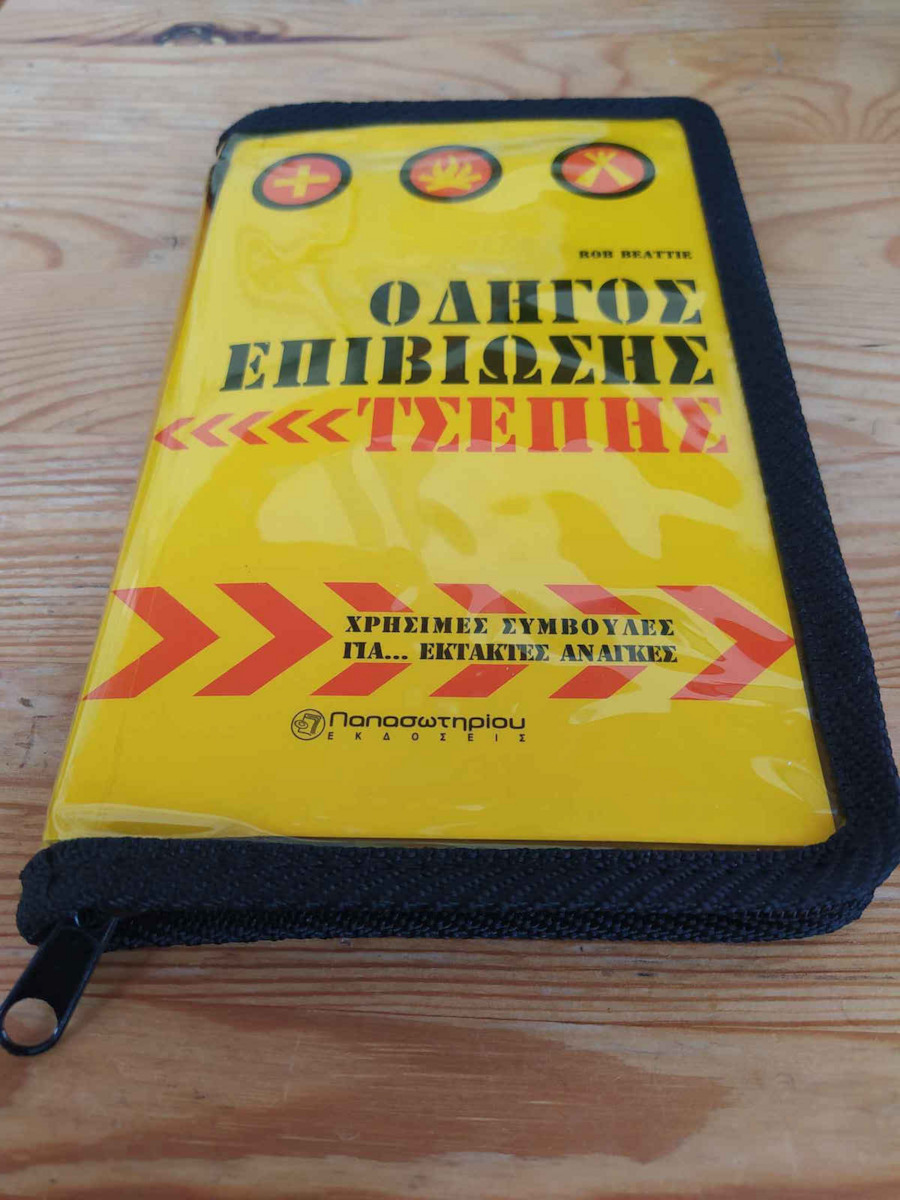 ROB BEATTIE
ΟΔΗΓΟΣ
ΕΠΙΒΙΩΣΗΣ
ΤΣΕΠΗΣ
ΧΡΗΣΙΜΕΣ ΣΥΜΒΟΥΛΕΣ
ΓΙΑ... ΕΚΤΑΚΤΕΣ ΑΝΑΓΚΕΣ
Παπασωτηρίου
ΕΚΔΟΣΕΙΣ